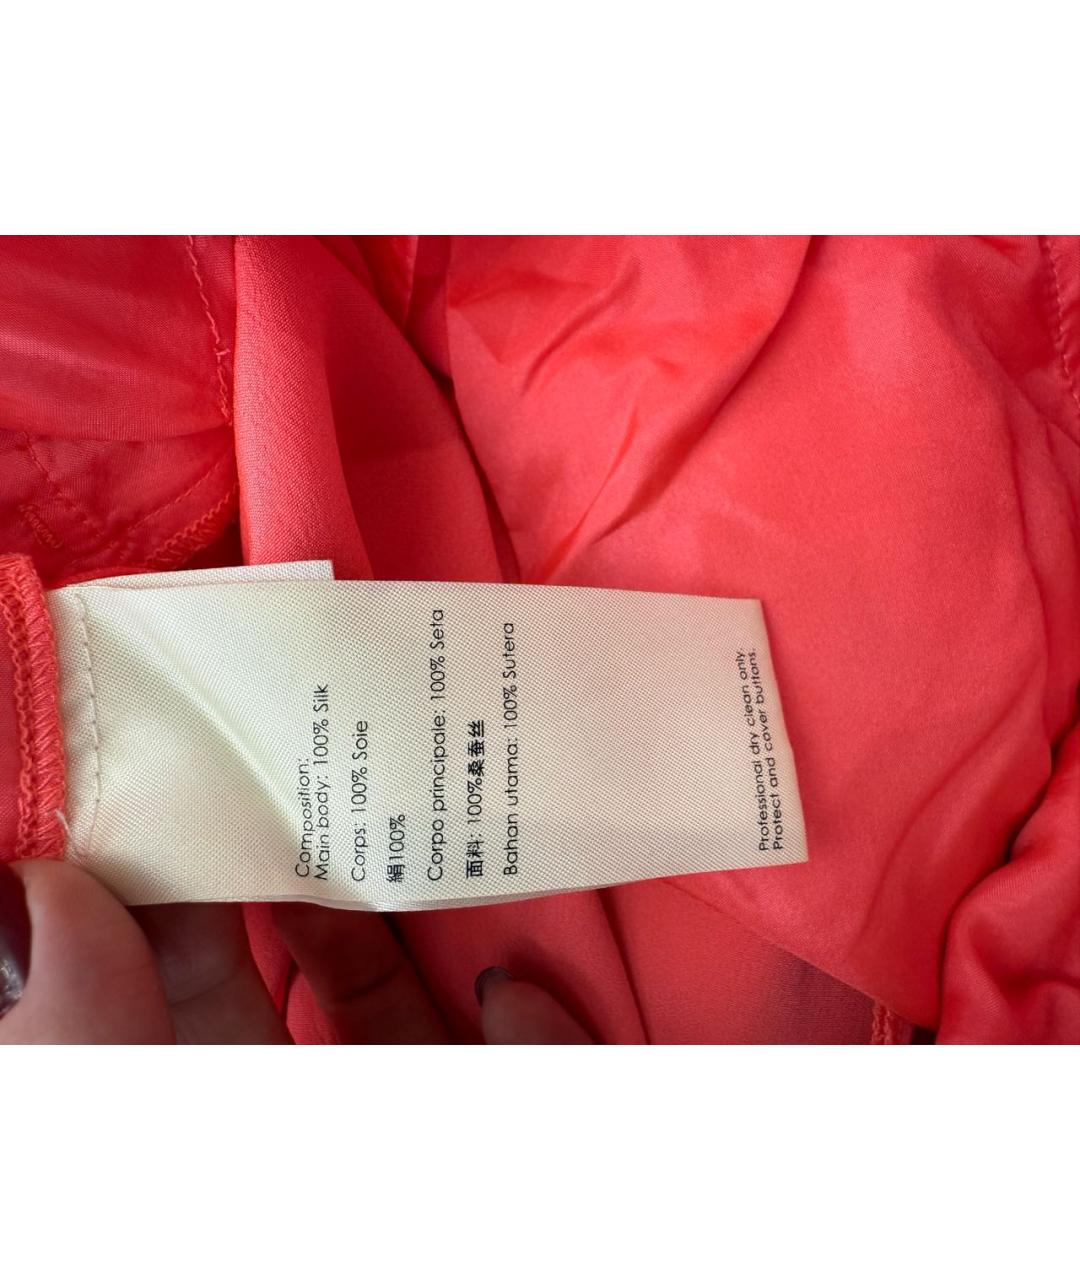 Composition:
Main body: 100% Silk
Corps: 100% Soie
絹100%
Corpo principale: 100% Seta
面料: 100%桑蚕丝
Bahan utama: 100% Sutera
Professional dry clean only.
Protect and cover buttons.